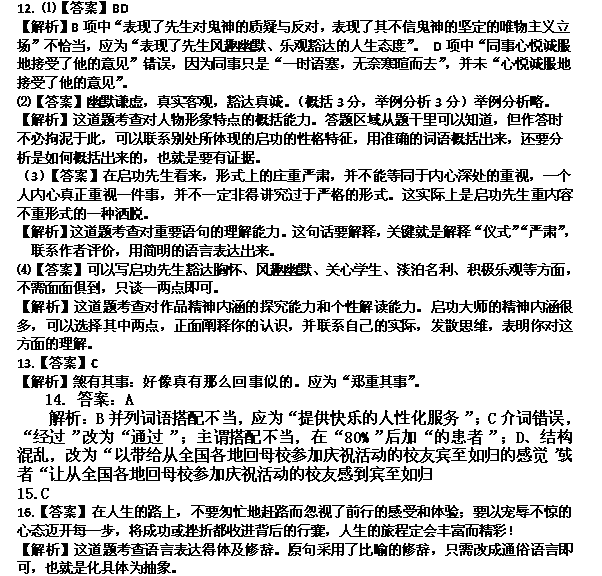 12. ⑴【答案】BD
【解析】B 项中“表现了先生对鬼神的质疑与反对，表现了其不信鬼神的坚定的唯物主义立
场”不恰当，应为“表现了先生风趣幽默、乐观豁达的人生态度”。 D 项中“同事心悦诚服
地接受了他的意见”错误，因为同事只是“一时语塞，无奈寒暄而去”，并未“心悦诚服地
接受了他的意见”。
⑵【答案】幽默谦虚，真实客观，豁达真诚。（概括 3 分，举例分析 3 分）举例分析略。
【解析】这道题考查对人物形象特点的概括能力。答题区域从题干里可以知道，但作答时
不必拘泥于此，可以联系别处所体现的启功的性格特征，用准确的词语概括出来，还要分
析是如何概括出来的，也就是要有证据。
（3）【答案】在启功先生看来，形式上的庄重严肃，并不能等同于内心深处的重视，一个
人内心真正重视一件事，并不一定非得讲究过于严格的形式。这实际上是启功先生重内容
不重形式的一种洒脱。
【解析】这道题考查对重要语句的理解能力。这句话要解释，关键就是解释“仪式”“严肃”，
联系作者评价，用简明的语言表达出来。
⑷【答案】可以写启功先生豁达胸怀、风趣幽默、关心学生、淡泊名利、积极乐观等方面，
不需面面俱到，只谈一两点即可。
【解析】这道题考查对作品精神内涵的探究能力和个性解读能力。启功大师的精神内涵很
多，可以选择其中两点，正面阐释你的认识，并联系自己的实际，发散思维，表明你对这
方面的理解。
13.【答案】C
【解析】煞有其事：好像真有那么回事似的。应为“郑重其事”。
14. 答案：A
解析：B 并列词语搭配不当，应为“提供快乐的人性化服务”；C 介词错误，
“经过”改为“通过”；主谓搭配不当，在“80%”后加“的患者”；D、结构
混乱，改为“以带给从全国各地回母校参加庆祝活动的校友宾至如归的感觉”或
者“让从全国各地回母校参加庆祝活动的校友感到宾至如归
15.C
16.【答案】在人生的路上，不要匆忙地赶路而忽视了前行的感受和体验；要以宠辱不惊的
心态迈开每一步，将成功或挫折都收进背后的行囊，人生的旅程定会丰富而精彩！
【解析】这道题考查语言表达得体及修辞。原句采用了比喻的修辞，只需改成通俗语言即
可，也就是化具体为抽象。